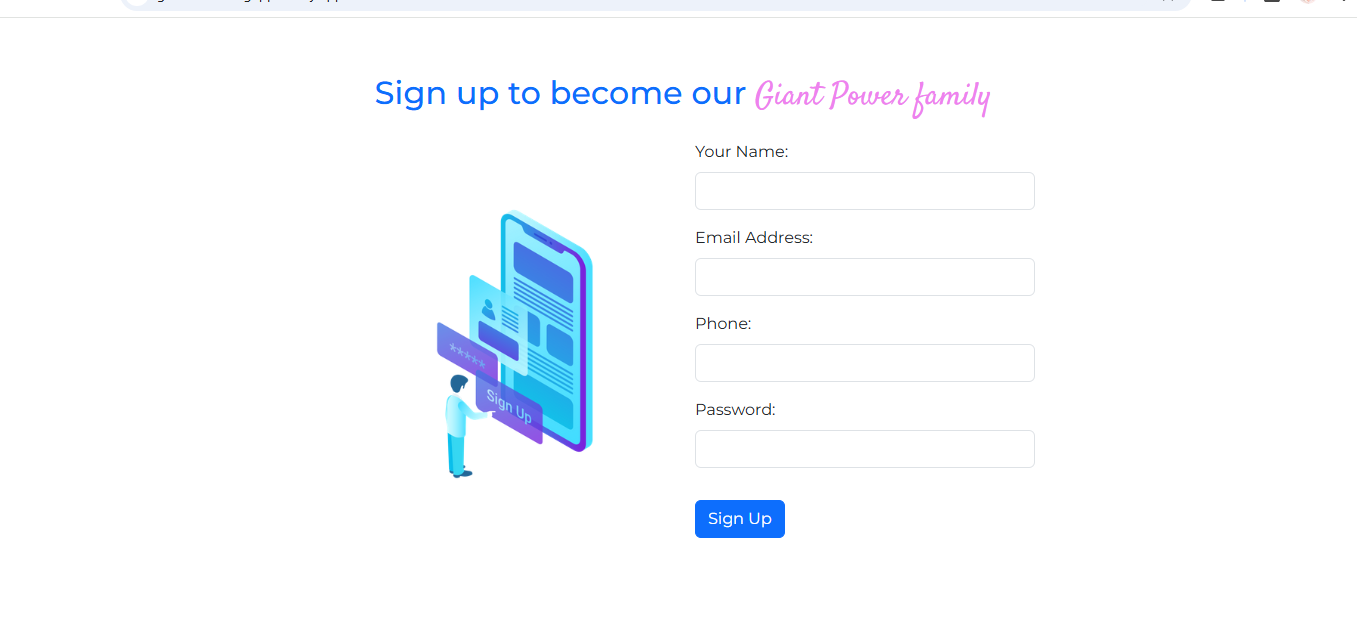 Sign up to become our Giant Power family
Your Name:
Email Address:
Phone:
Password:
*****
Sign Up
Sign Up